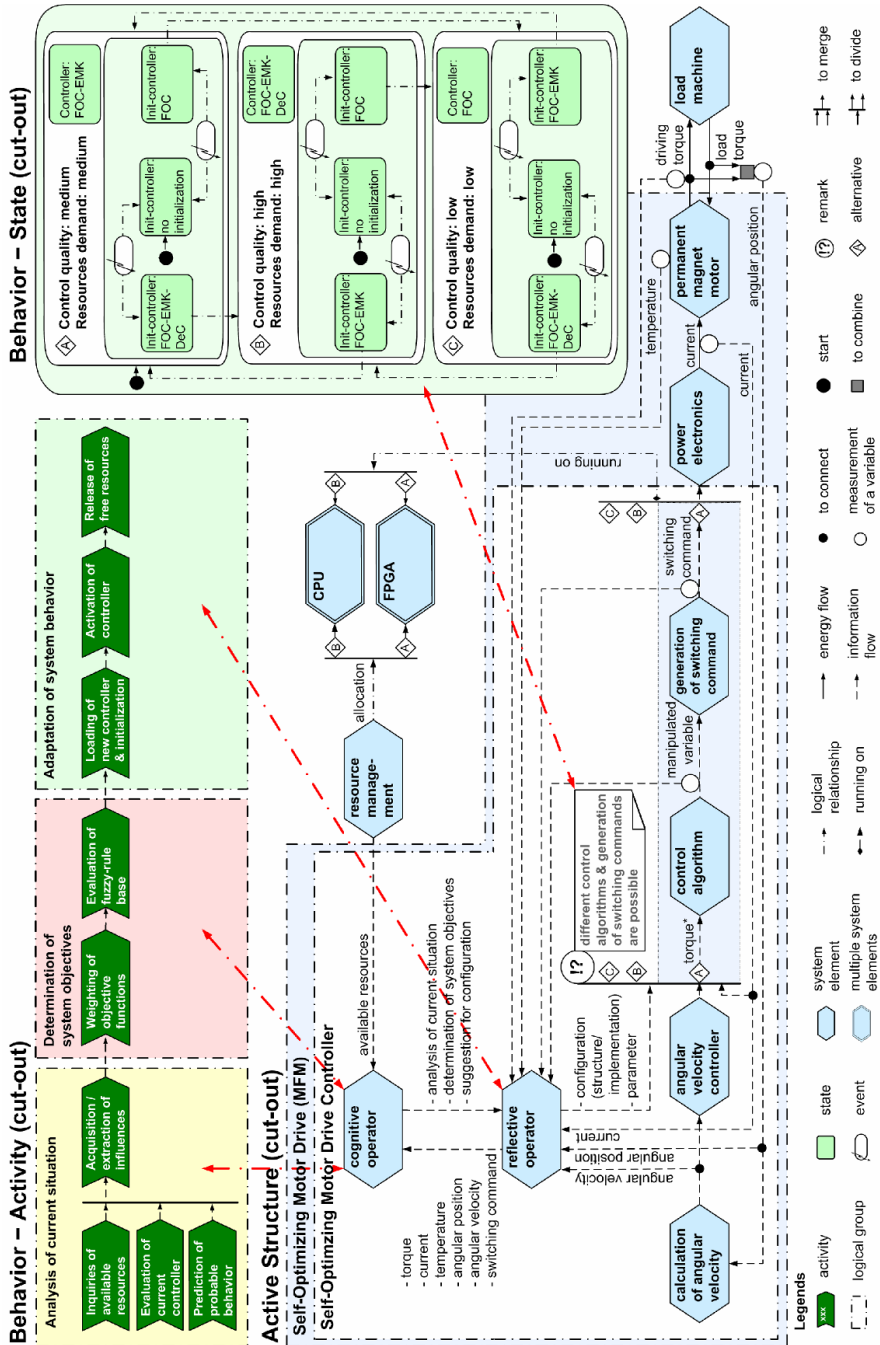 Behavior – Activity (cut-out)
Analysis of current situation
Inquiries of
available
resources
Evaluation of
current
controller
Prediction of
probable
behavior
Acquisition /
extraction of
influences
Determination of
system objectives
Weighting of
objective
functions
Evaluation of
fuzzy-rule
base
Adaptation of system behavior
Loading of
new controller
& initialization
Activation of
controller
Release of
free resources
Behavior – State (cut-out)
A
Control quality: medium
Resources demand: medium
Controller:
FOC-EMK
Init-controller:
FOC-EMK-
DeC
Init-controller:
no
initialization
Init-controller:
FOC
B
Control quality: high
Resources demand: high
Controller:
FOC-EMK-
DeC
Init-controller:
FOC-EMK
Init-controller:
no
initialization
Init-controller:
FOC
C
Control quality: low
Resources demand: low
Controller:
FOC
Init-controller:
FOC-EMK-
DeC
Init-controller:
no
initialization
Init-controller:
FOC-EMK
Active Structure (cut-out)
Self-Optimizing Motor Drive (MFM)
Self-Optimzing Motor Drive Controller
cognitive
operator
available resources
resource
manage-
ment
allocation
B
A
CPU
FPGA
B
A
running on
- torque
- current
- temperature
- angular position
- angular velocity
- switching command
- analysis of current situation
- determination of system objectives
- suggestion for configuration
reflective
operator
- configuration
(structure/
implementation)
- parameter
angular velocity
angular position
current
!?
different control
algorithms & generation
of switching commands
are possible
C
B
A
torque*
calculation
of angular
velocity
angular
velocity
controller
control
algorithm
manipulated
variable
generation
of switching
command
switching
command
C
B
A
power
electronics
current
current
permanent
magnet
motor
temperature
driving
torque
load
torque
angular position
load
machine
Legends
xxx
activity
logical group
state
event
system
element
multiple system
elements
logical
relationship
running on
energy flow
information
flow
to connect
measurement
of a variable
start
to combine
!?
remark
A
alternative
to merge
to divide